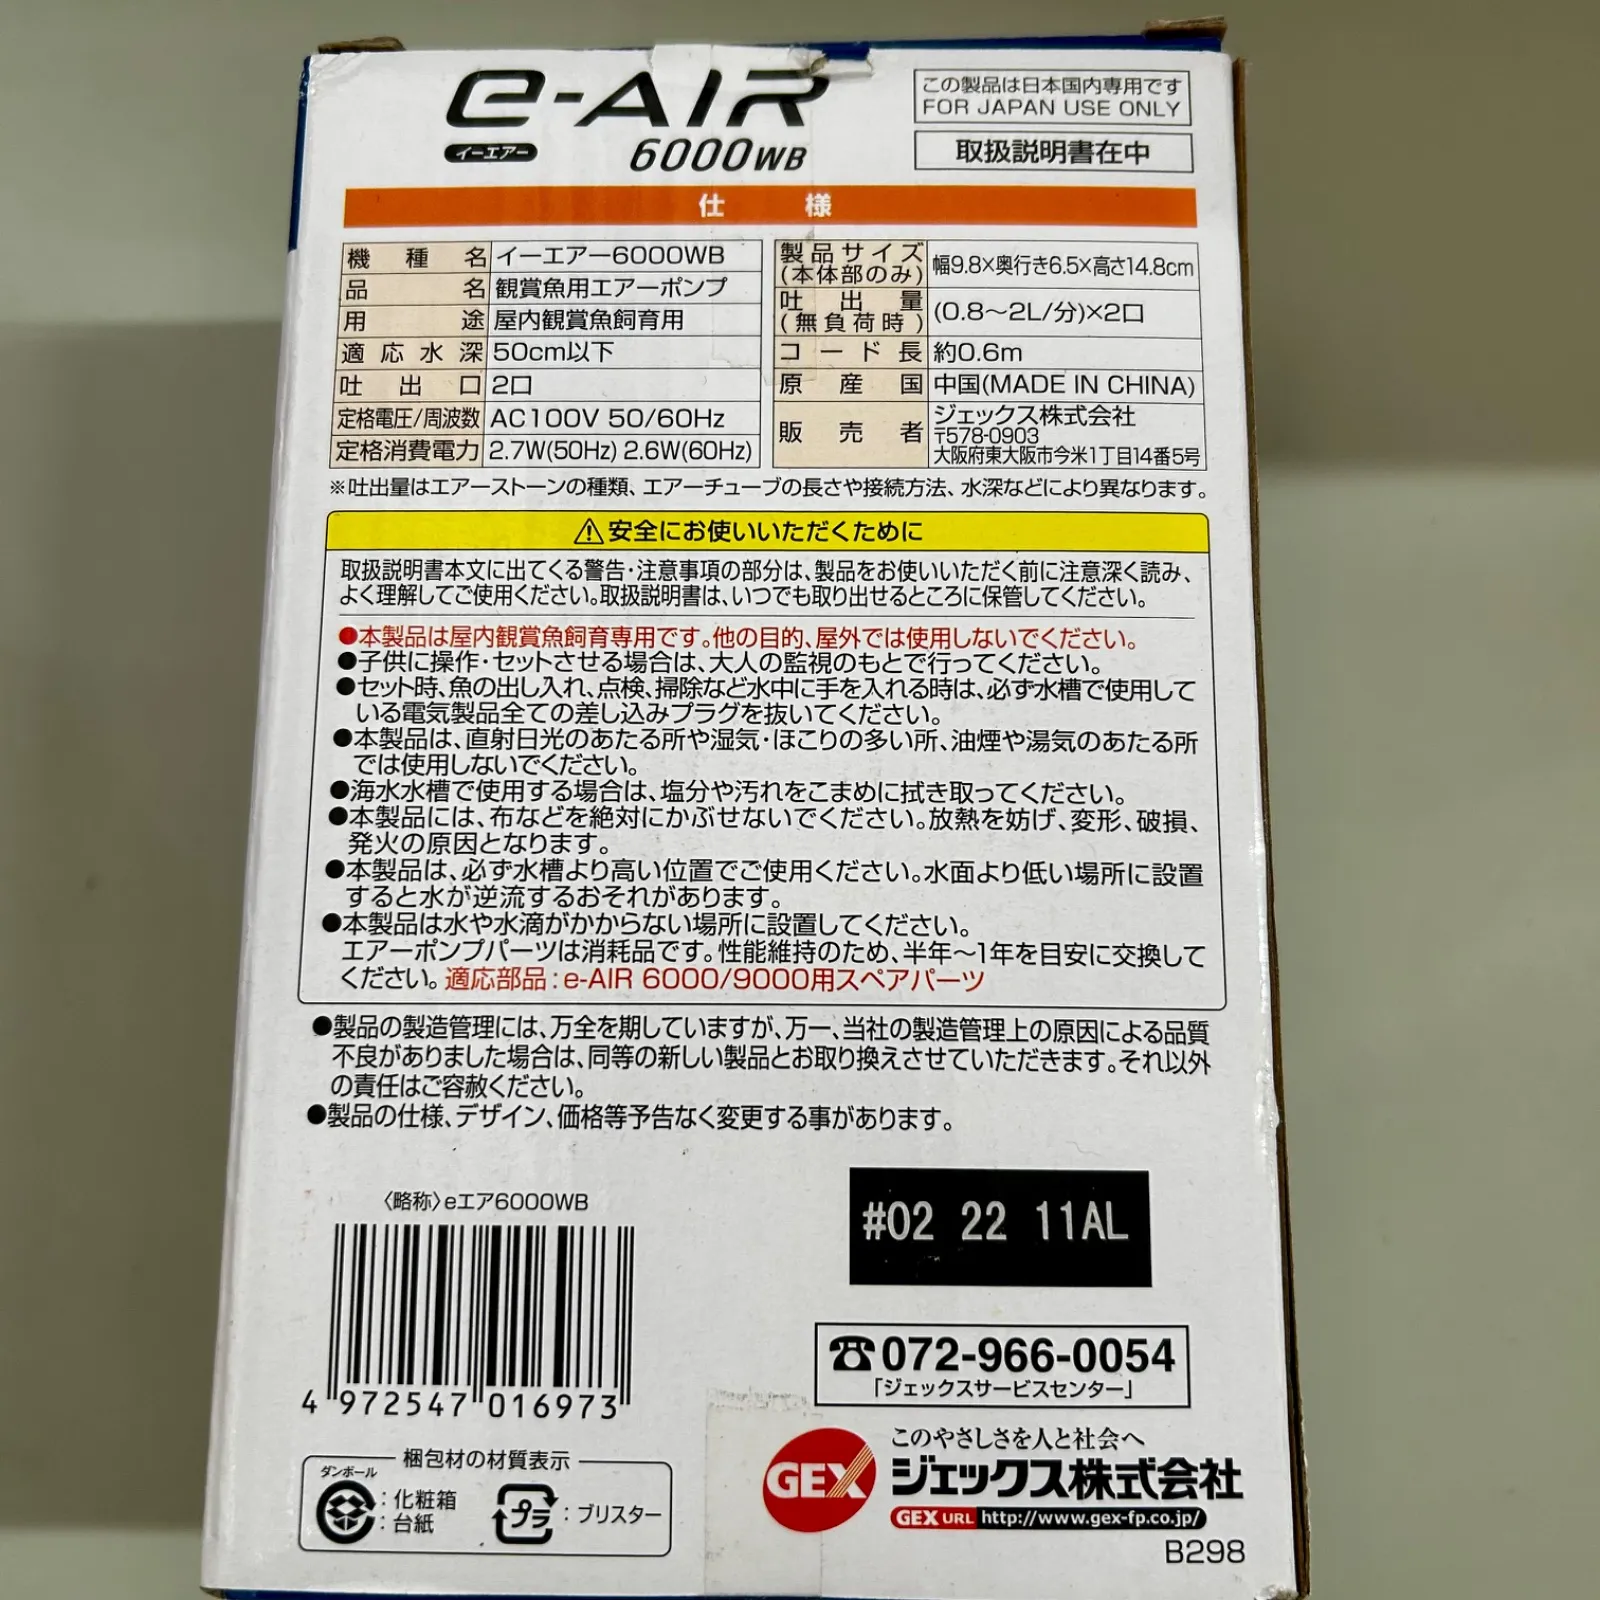 e-AIR
イーエアー
6000WB
この製品は日本国内専用です
FOR JAPAN USE ONLY
取扱説明書在中
仕 様
機種名 イーエアー6000WB
品名 観賞魚用エアーポンプ
用途 屋内観賞魚飼育用
適応水深 50cm以下
吐出口 2口
定格電圧/周波数 AC100V 50/60Hz
定格消費電力 2.7W(50Hz) 2.6W(60Hz)
製品サイズ(本体部のみ) 幅9.8×奥行き6.5×高さ14.8cm
吐出量(無負荷時) (0.8〜2L/分)×2口
コード長 約0.6m
原産国 中国(MADE IN CHINA)
販売者 ジェックス株式会社
〒578-0903
大阪府東大阪市今米1丁目14番5号
※吐出量はエアーストーンの種類、エアーチューブの長さや接続方法、水深などにより異なります。
⚠安全にお使いいただくために
取扱説明書本文に出てくる警告・注意事項の部分は、製品をお使いいただく前に注意深く読み、
よく理解してご使用ください。取扱説明書は、いつでも取り出せるところに保管してください。
●本製品は屋内観賞魚飼育専用です。他の目的、屋外では使用しないでください。
●子供に操作・セットさせる場合は、大人の監視のもとで行ってください。
●セット時、魚の出し入れ、点検、掃除など水中に手を入れる時は、必ず水槽で使用して
いる電気製品全ての差し込みプラグを抜いてください。
●本製品は、直射日光のあたる所や湿気・ほこりの多い所、油煙や湯気のあたる所
では使用しないでください。
●海水水槽で使用する場合は、塩分や汚れをこまめに拭き取ってください。
●本製品には、布などを絶対にかぶせないでください。放熱を妨げ、変形、破損、
発火の原因となります。
●本製品は、必ず水槽より高い位置でご使用ください。水面より低い場所に設置
すると水が逆流するおそれがあります。
●本製品は水や水滴がかからない場所に設置してください。
エアーポンプパーツは消耗品です。性能維持のため、半年〜1年を目安に交換して
ください。適応部品：e-AIR 6000/9000用スペアパーツ
●製品の製造管理には、万全を期していますが、万一、当社の製造管理上の原因による品質
不良がありました場合は、同等の新しい製品とお取り換えさせていただきます。それ以外
の責任はご容赦ください。
●製品の仕様、デザイン、価格等予告なく変更する事があります。
〈略称〉eエア6000WB
4 972547 016973
#02 22 11AL
☎072-966-0054
「ジェックスサービスセンター」
梱包材の材質表示
ダンボール
：化粧箱
：台紙
プラ：ブリスター
GEX
このやさしさを人と社会へ
ジェックス株式会社
GEX URL http://www.gex-fp.co.jp/
B298